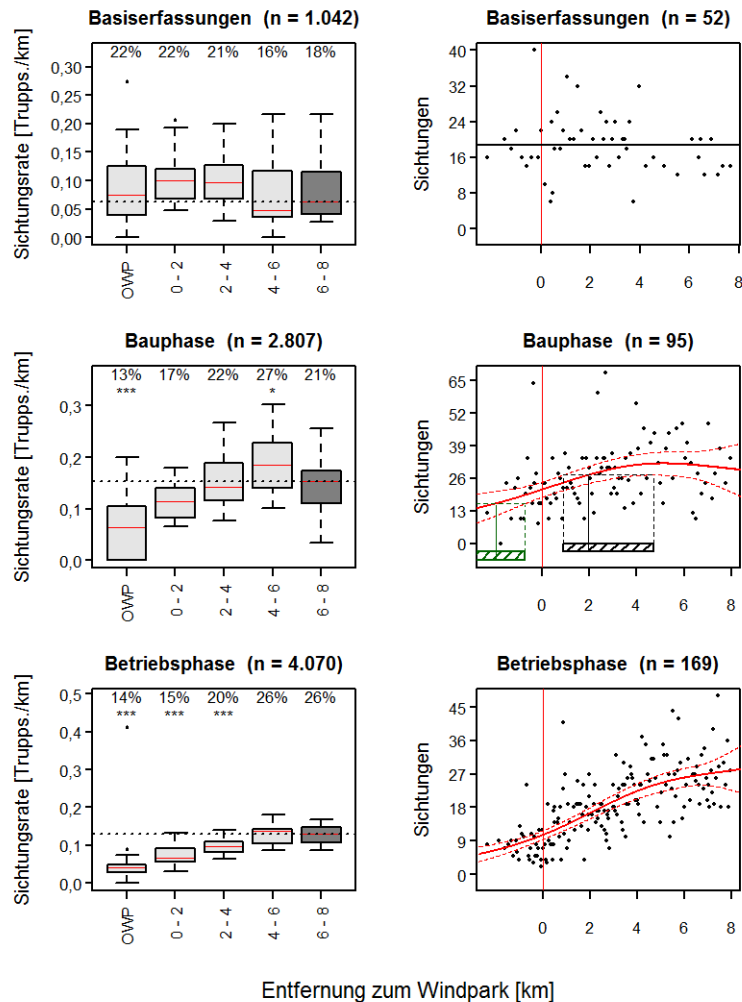 Basiserfassungen (n = 1.042)
22% 22% 21% 16% 18%
Sichtungsrate [Trupps./km]
0,30
0,20
0,10
0,05
0,00
OWP 0 - 2 2 - 4 4 - 6 6 - 8
Basiserfassungen (n = 52)
Sichtungen
40
32
24
16
8
0
0 2 4 6 8
Bauphase (n = 2.807)
13% 17% 22% 27% 21%
*** *
Sichtungsrate [Trupps./km]
0,3
0,2
0,1
0,0
OWP 0 - 2 2 - 4 4 - 6 6 - 8
Bauphase (n = 95)
Sichtungen
65
52
39
26
13
0
0 2 4 6 8
Betriebsphase (n = 4.070)
14% 15% 20% 26% 26%
*** *** ***
Sichtungsrate [Trupps./km]
0,5
0,4
0,3
0,2
0,1
0,0
OWP 0 - 2 2 - 4 4 - 6 6 - 8
Betriebsphase (n = 169)
Sichtungen
45
36
27
18
9
0
0 2 4 6 8
Entfernung zum Windpark [km]